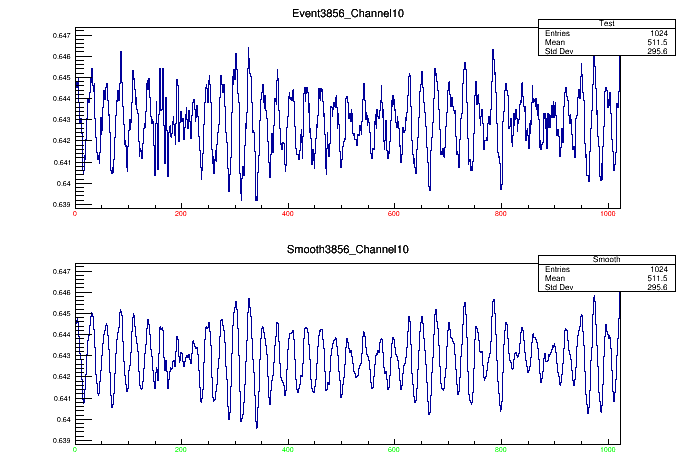 Event3856_Channel10
Test
Entries 1024
Mean 511.5
Std Dev 295.6
0.647
0.646
0.645
0.644
0.643
0.642
0.641
0.64
0.639
0 200 400 600 800 1000
Smooth3856_Channel10
Smooth
Entries 1024
Mean 511.5
Std Dev 295.6
0.647
0.646
0.645
0.644
0.643
0.642
0.641
0.64
0.639
0 200 400 600 800 1000